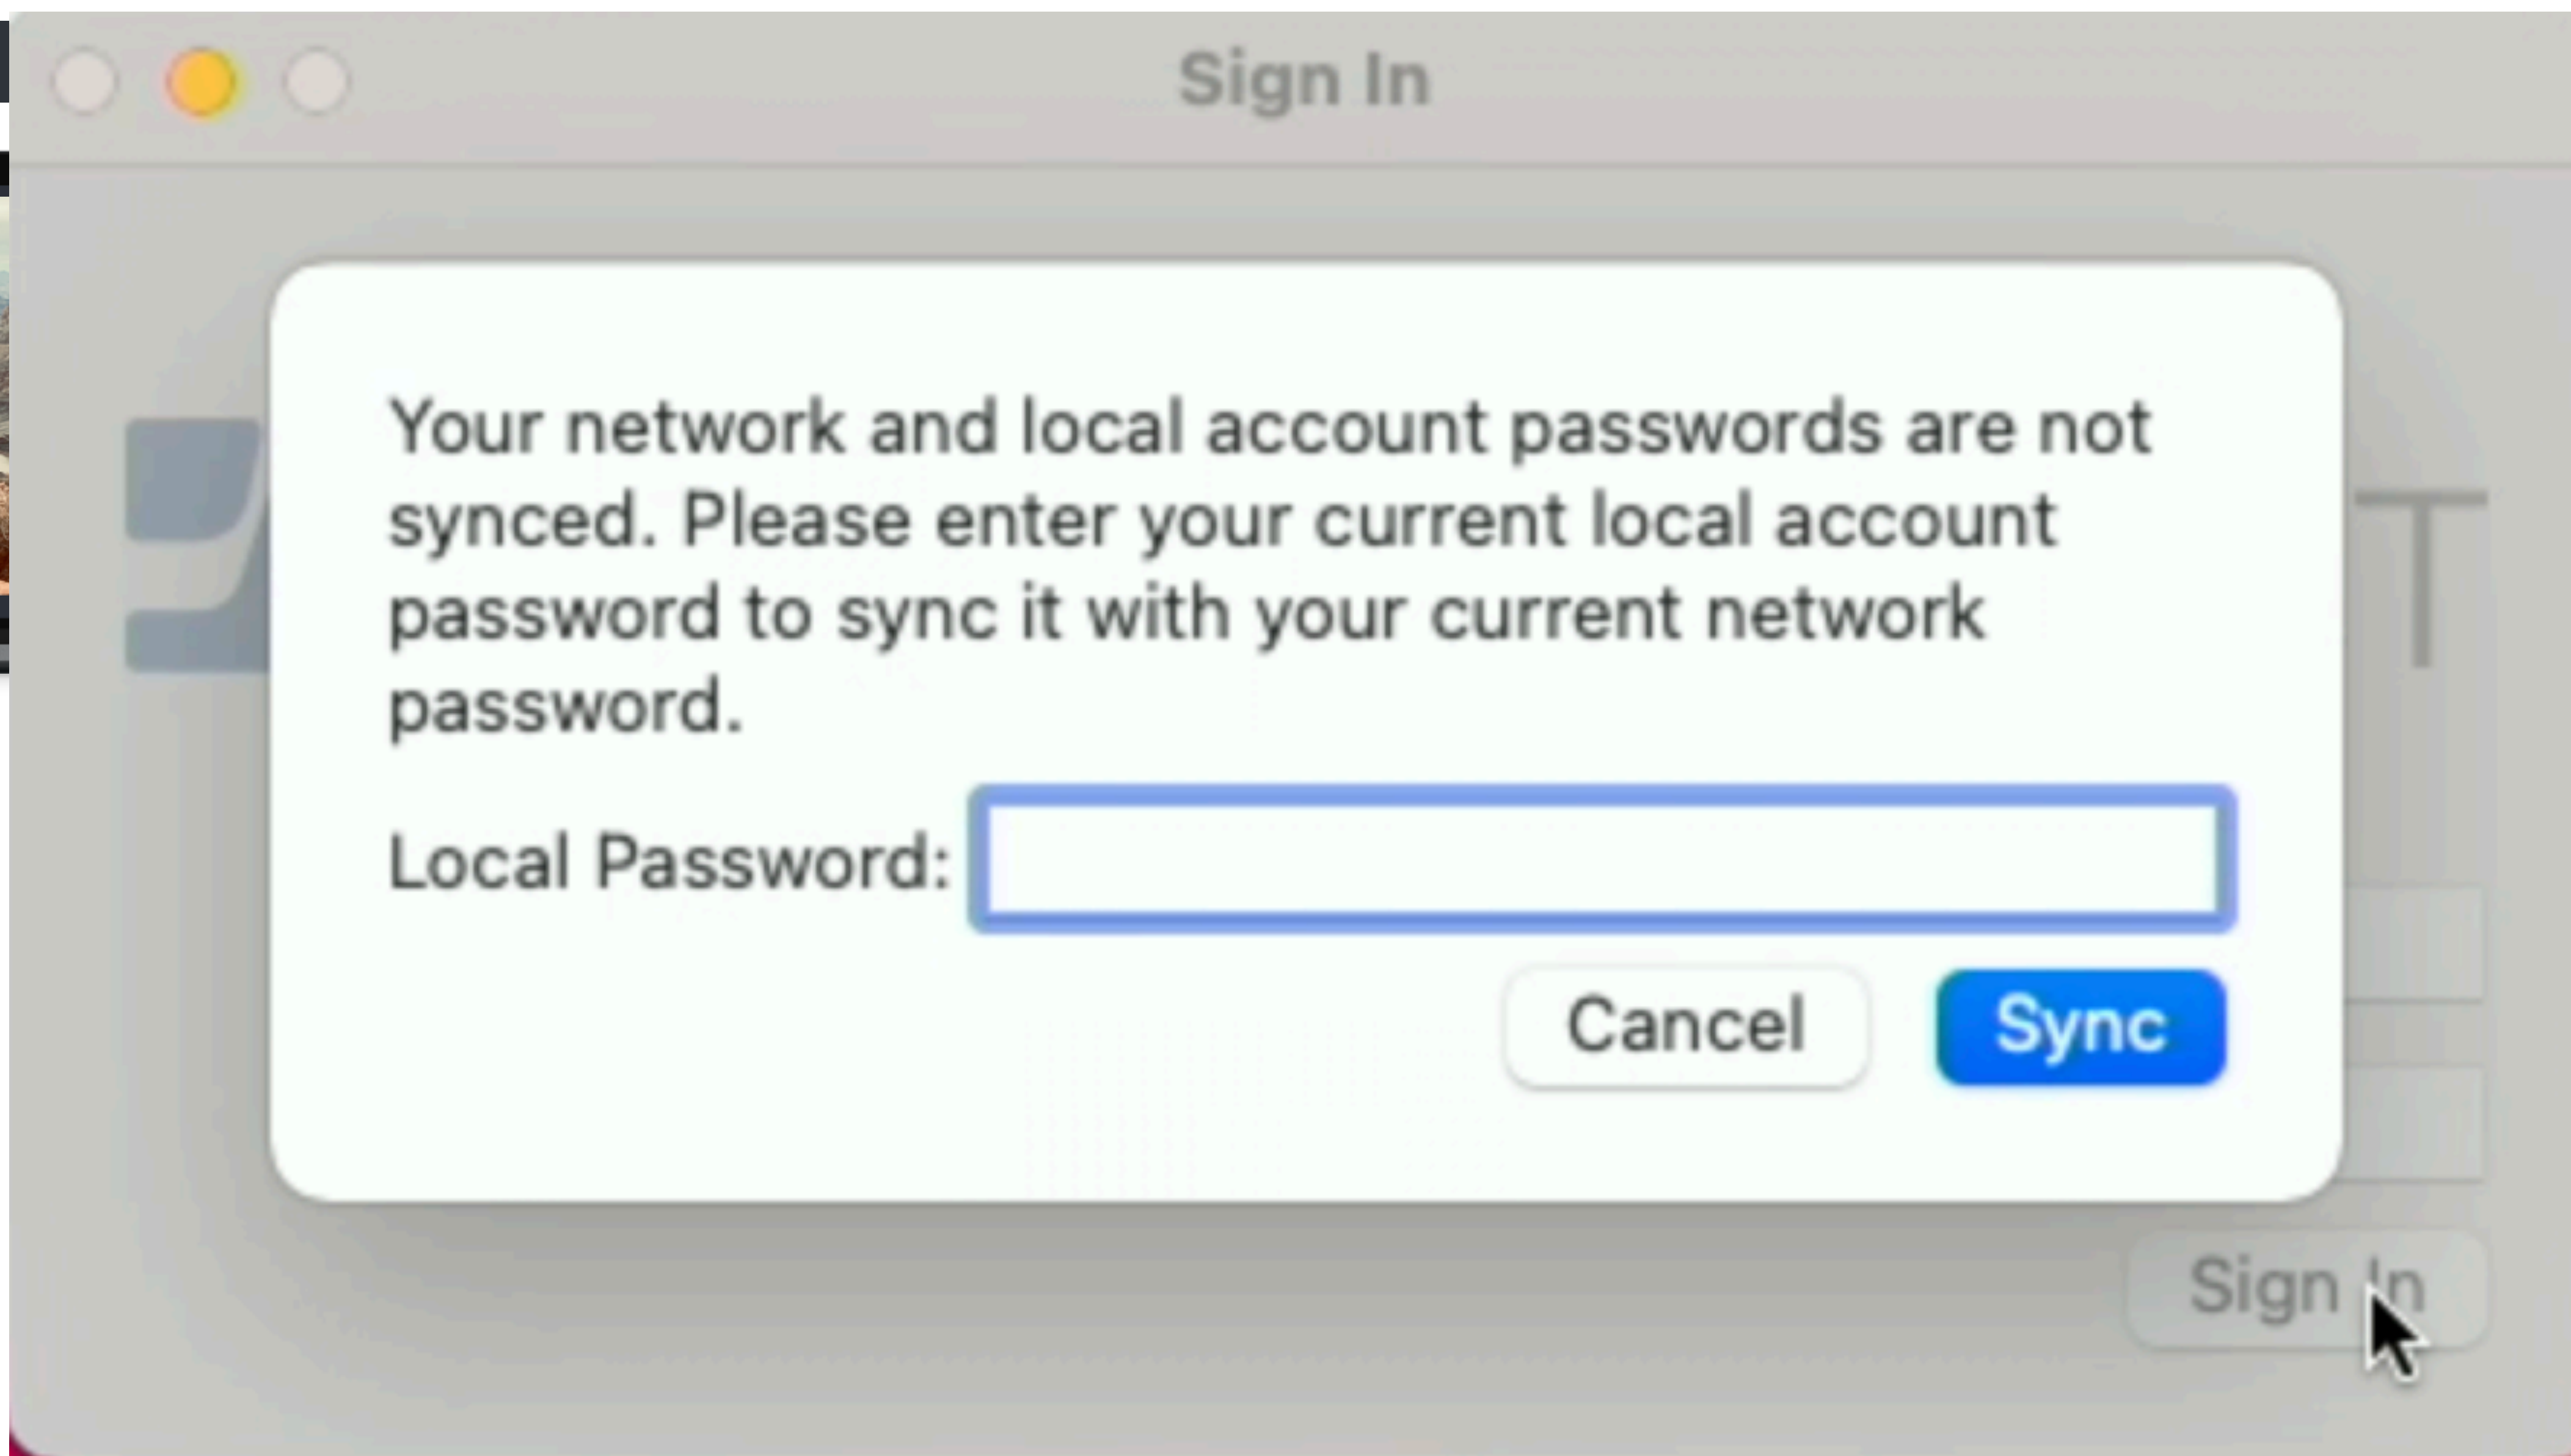 Sign In
Your network and local account passwords are not
synced. Please enter your current local account
password to sync it with your current network
password.
T
Local Password:
Cancel
Sync
Sign In